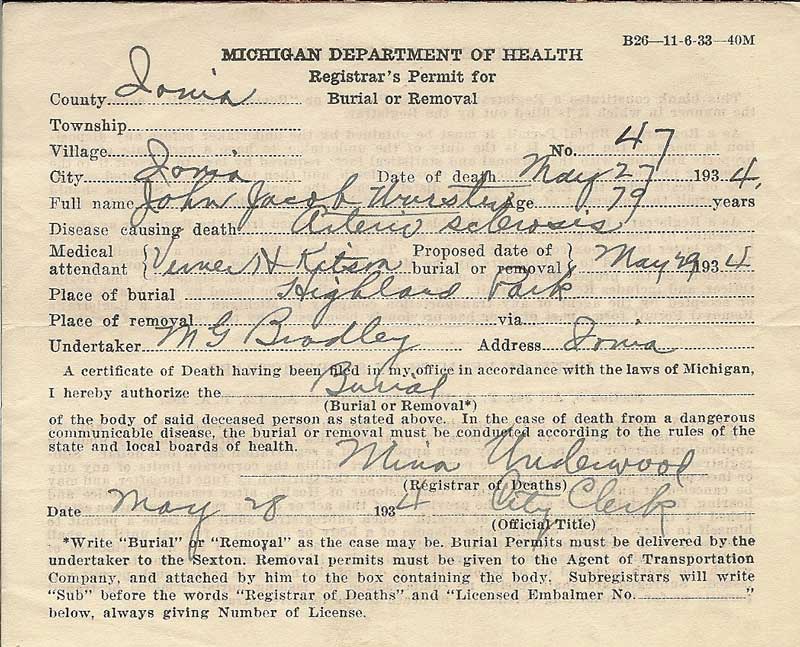 B26—11-6-33—40M
MICHIGAN DEPARTMENT OF HEALTH
Registrar's Permit for
County Ionia Burial or Removal
Township
Village No. 47
City Ionia Date of death May 27 1934.
Full name John Jacob Wurster Age 79 years
Disease causing death Arterio sclerosis
Medical attendant { Verner H Kitson Proposed date of burial or removal } May 29 1934
Place of burial Highland Park
Place of removal via
Undertaker M G Bradley Address Ionia
A certificate of Death having been filed in my office in accordance with the laws of Michigan,
I hereby authorize the Burial
(Burial or Removal*)
of the body of said deceased person as stated above. In the case of death from a dangerous
communicable disease, the burial or removal must be conducted according to the rules of the
state and local boards of health.
Mina Underwood
(Registrar of Deaths)
Date May 28 1934 City Clerk
(Official Title)
*Write "Burial" or "Removal" as the case may be. Burial Permits must be delivered by the
undertaker to the Sexton. Removal permits must be given to the Agent of Transportation
Company, and attached by him to the box containing the body. Subregistrars will write
"Sub" before the words "Registrar of Deaths" and "Licensed Embalmer No. "
below, always giving Number of License.